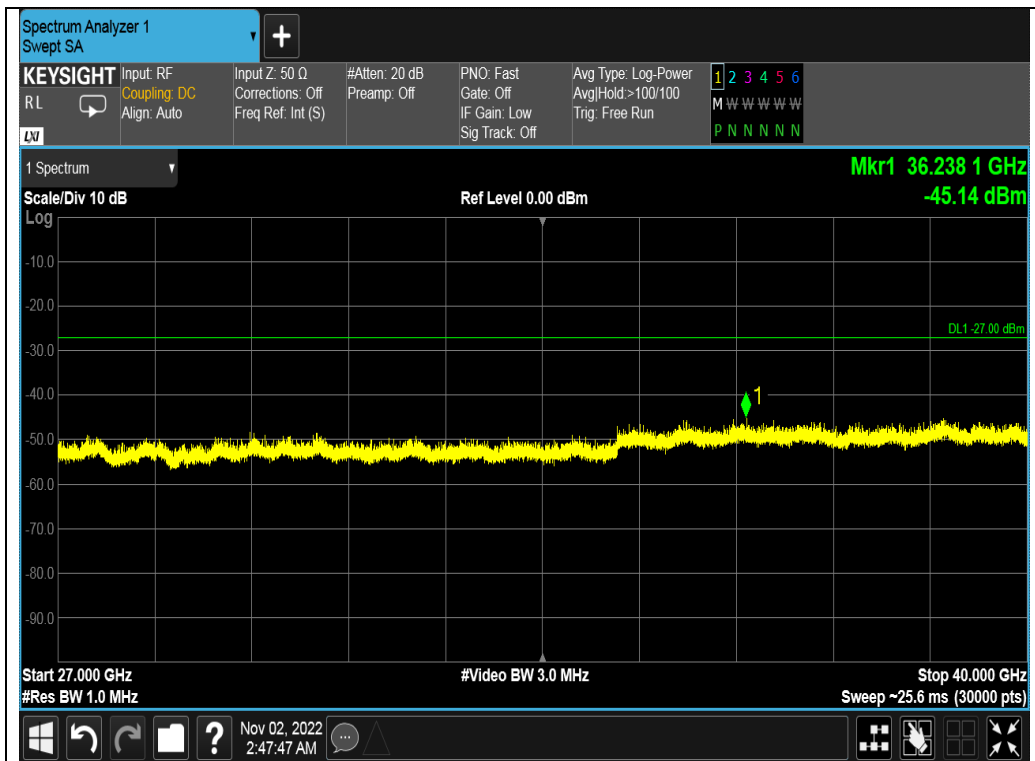 Spectrum Analyzer 1
Swept SA
+
KEYSIGHT
R L
LXI
Input: RF
Coupling: DC
Align: Auto
Input Z: 50 Ω
Corrections: Off
Freq Ref: Int (S)
#Atten: 20 dB
Preamp: Off
PNO: Fast
Gate: Off
IF Gain: Low
Sig Track: Off
Avg Type: Log-Power
Avg|Hold:>100/100
Trig: Free Run
1 2 3 4 5 6
M W W W W W
P N N N N N
1 Spectrum
Mkr1 36.238 1 GHz
-45.14 dBm
Scale/Div 10 dB
Ref Level 0.00 dBm
Log
-10.0
-20.0
DL1 -27.00 dBm
-30.0
-40.0
1
-50.0
-60.0
-70.0
-80.0
-90.0
Start 27.000 GHz
#Video BW 3.0 MHz
Stop 40.000 GHz
#Res BW 1.0 MHz
Sweep ~25.6 ms (30000 pts)
?
Nov 02, 2022
2:47:47 AM